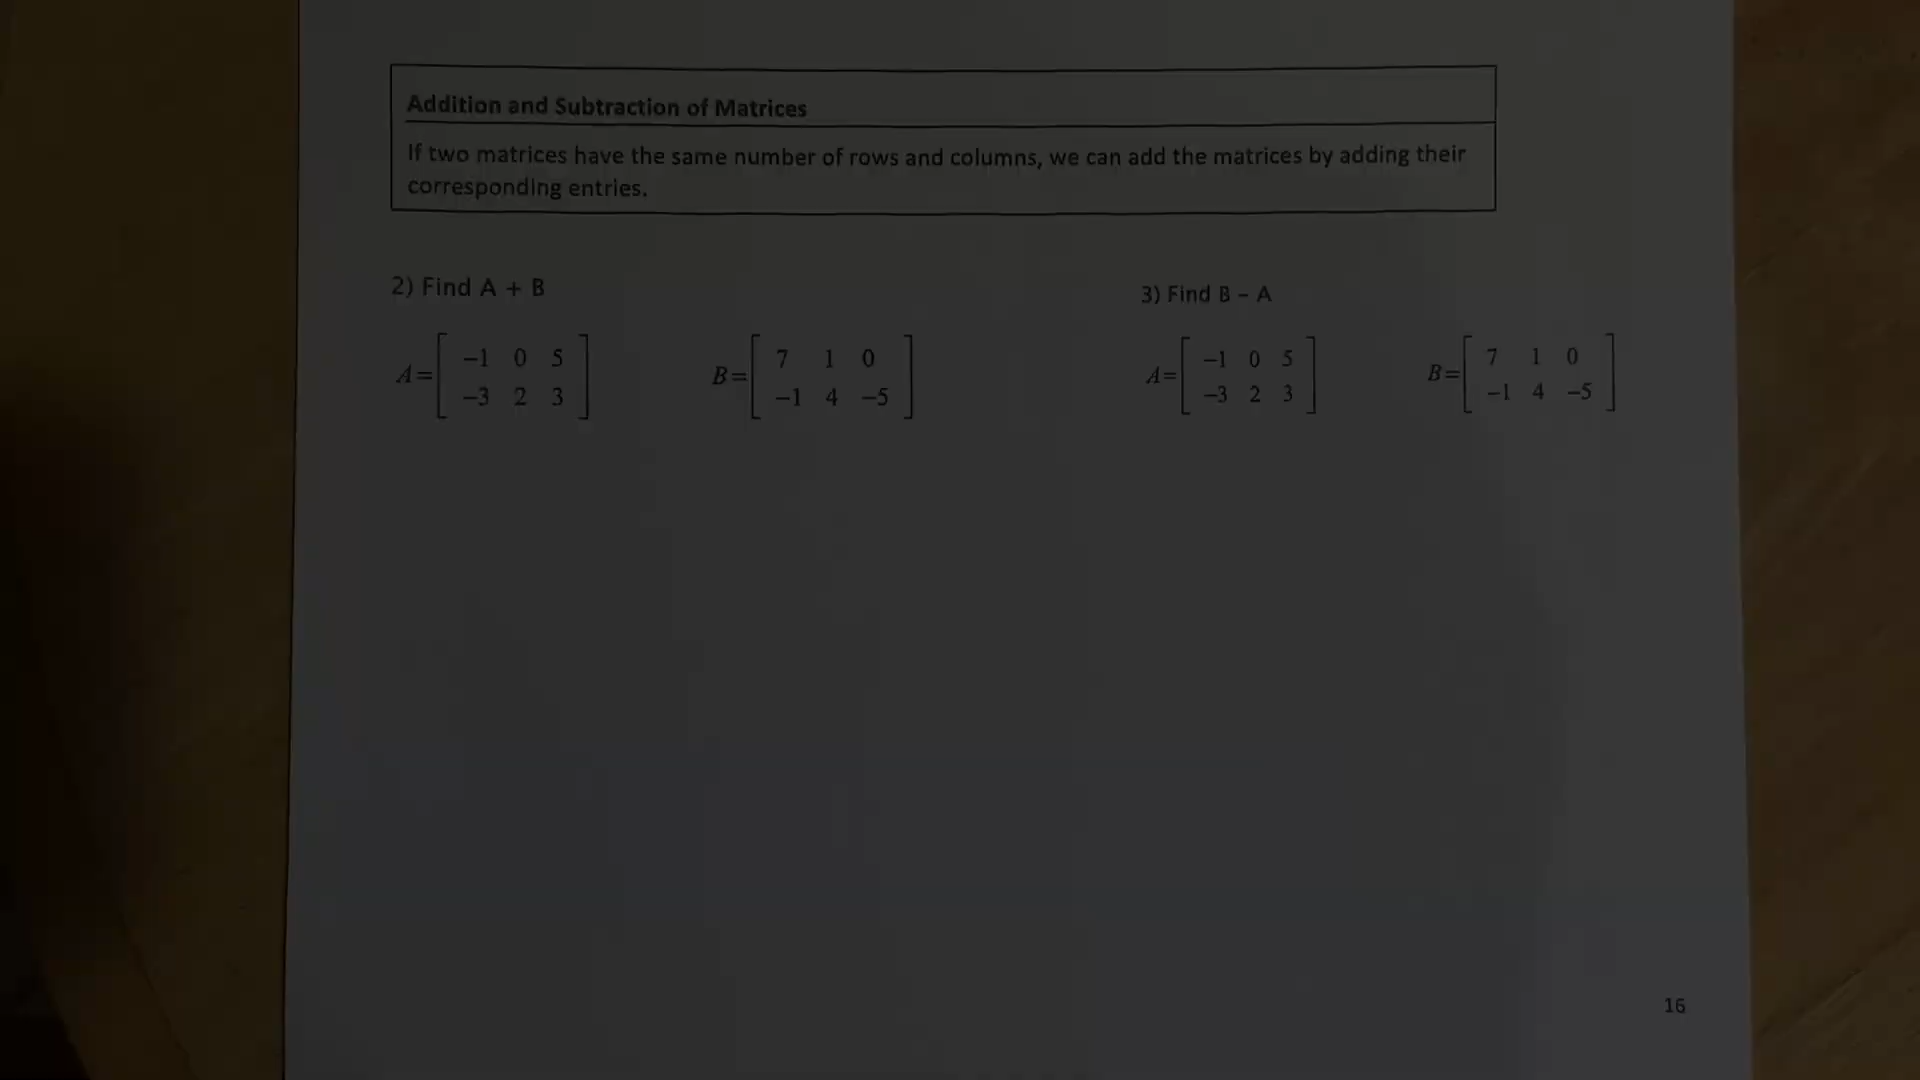 Addition and Subtraction of Matrices
If two matrices have the same number of rows and columns, we can add the matrices by adding their
corresponding entries.
2) Find A + B
A= [ −1 0 5
−3 2 3 ]
B= [ 7 1 0
−1 4 −5 ]
3) Find B – A
A= [ −1 0 5
−3 2 3 ]
B= [ 7 1 0
−1 4 −5 ]
16